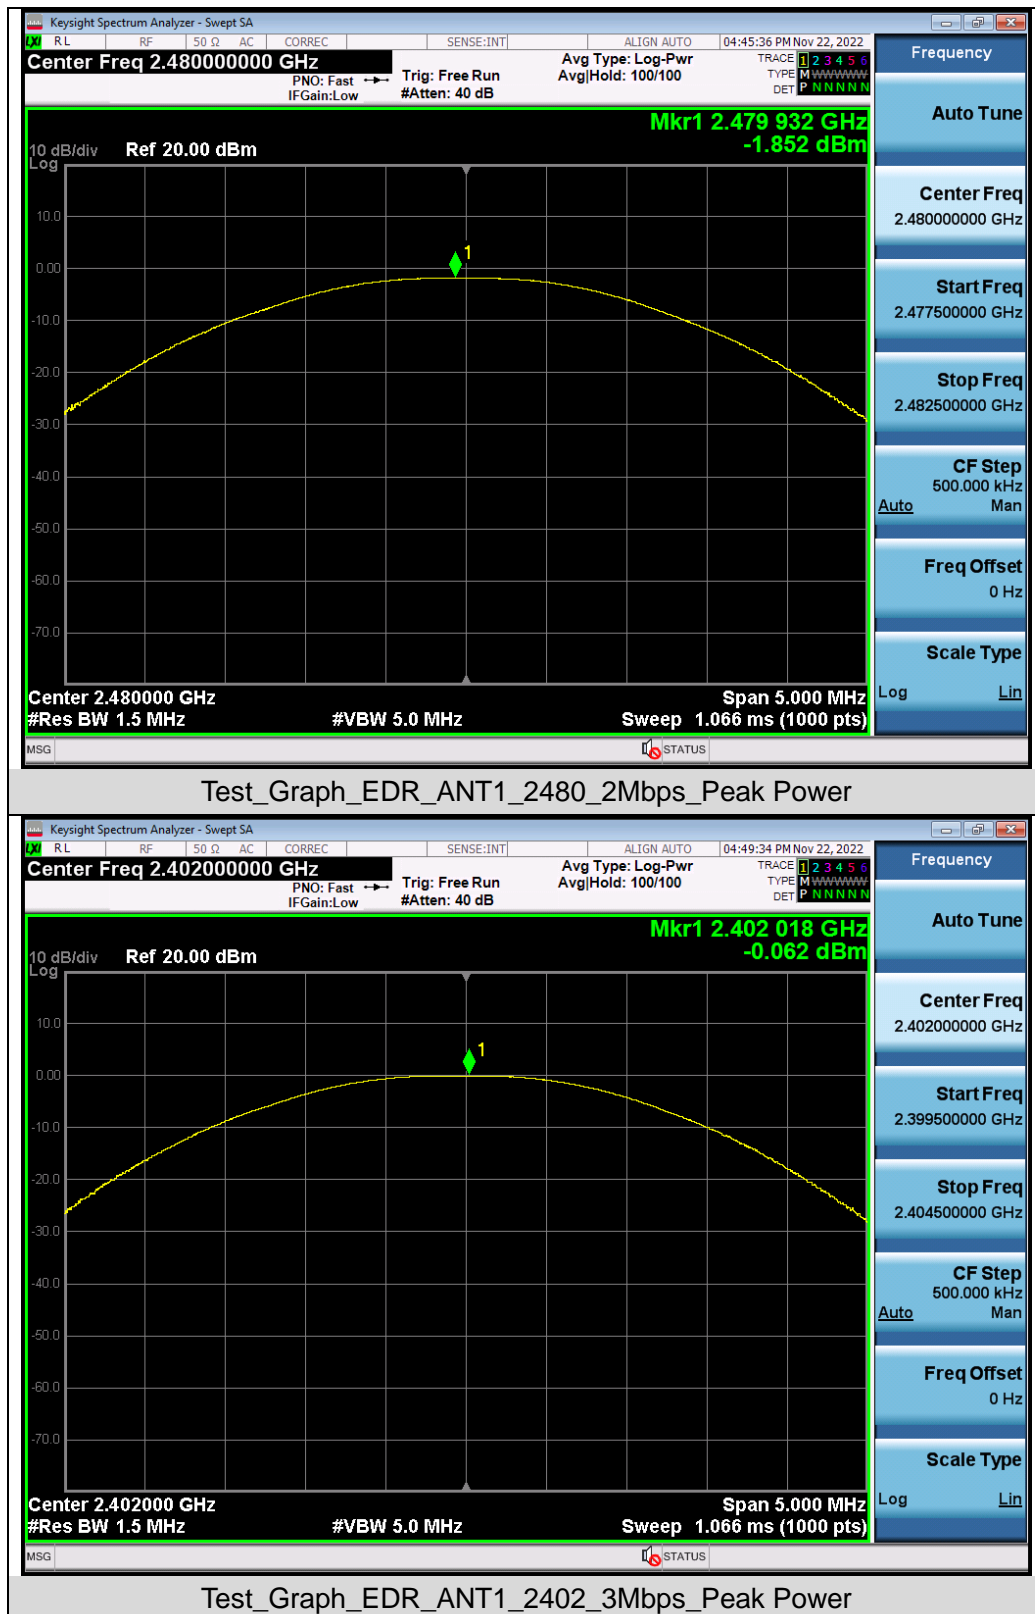 Keysight Spectrum Analyzer - Swept SA
LXI RL RF 50 Ω AC CORREC SENSE:INT ALIGN AUTO 04:45:36 PM Nov 22, 2022
Center Freq 2.480000000 GHz
PNO: Fast
IFGain:Low
Trig: Free Run
#Atten: 40 dB
Avg Type: Log-Pwr
Avg|Hold: 100/100
TRACE 1 2 3 4 5 6
TYPE M WWWWW
DET P N N N N N
Mkr1 2.479 932 GHz
-1.852 dBm
10 dB/div Ref 20.00 dBm
Log
1
10.0
0.00
-10.0
-20.0
-30.0
-40.0
-50.0
-60.0
-70.0
Center 2.480000 GHz Span 5.000 MHz
#Res BW 1.5 MHz #VBW 5.0 MHz Sweep 1.066 ms (1000 pts)
MSG STATUS
Frequency
Auto Tune
Center Freq
2.480000000 GHz
Start Freq
2.477500000 GHz
Stop Freq
2.482500000 GHz
CF Step
500.000 kHz
Auto Man
Freq Offset
0 Hz
Scale Type
Log Lin
Test_Graph_EDR_ANT1_2480_2Mbps_Peak Power
Keysight Spectrum Analyzer - Swept SA
LXI RL RF 50 Ω AC CORREC SENSE:INT ALIGN AUTO 04:49:34 PM Nov 22, 2022
Center Freq 2.402000000 GHz
PNO: Fast
IFGain:Low
Trig: Free Run
#Atten: 40 dB
Avg Type: Log-Pwr
Avg|Hold: 100/100
TRACE 1 2 3 4 5 6
TYPE M WWWWW
DET P N N N N N
Mkr1 2.402 018 GHz
-0.062 dBm
10 dB/div Ref 20.00 dBm
Log
1
10.0
0.00
-10.0
-20.0
-30.0
-40.0
-50.0
-60.0
-70.0
Center 2.402000 GHz Span 5.000 MHz
#Res BW 1.5 MHz #VBW 5.0 MHz Sweep 1.066 ms (1000 pts)
MSG STATUS
Frequency
Auto Tune
Center Freq
2.402000000 GHz
Start Freq
2.399500000 GHz
Stop Freq
2.404500000 GHz
CF Step
500.000 kHz
Auto Man
Freq Offset
0 Hz
Scale Type
Log Lin
Test_Graph_EDR_ANT1_2402_3Mbps_Peak Power